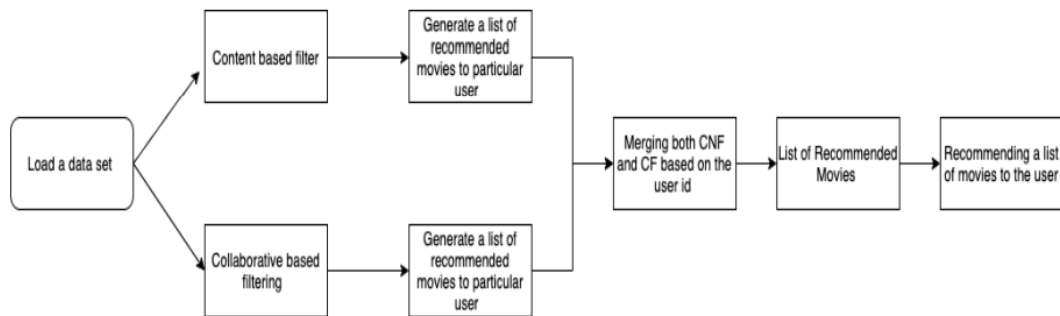 Load a data set
Content based filter
Generate a list of
recommended
movies to particular
user
Collaborative based
filtering
Generate a list of
recommended
movies to particular
user
Merging both CNF
and CF based on the
user id
List of Recommended
Movies
Recommending a list
of movies to the user